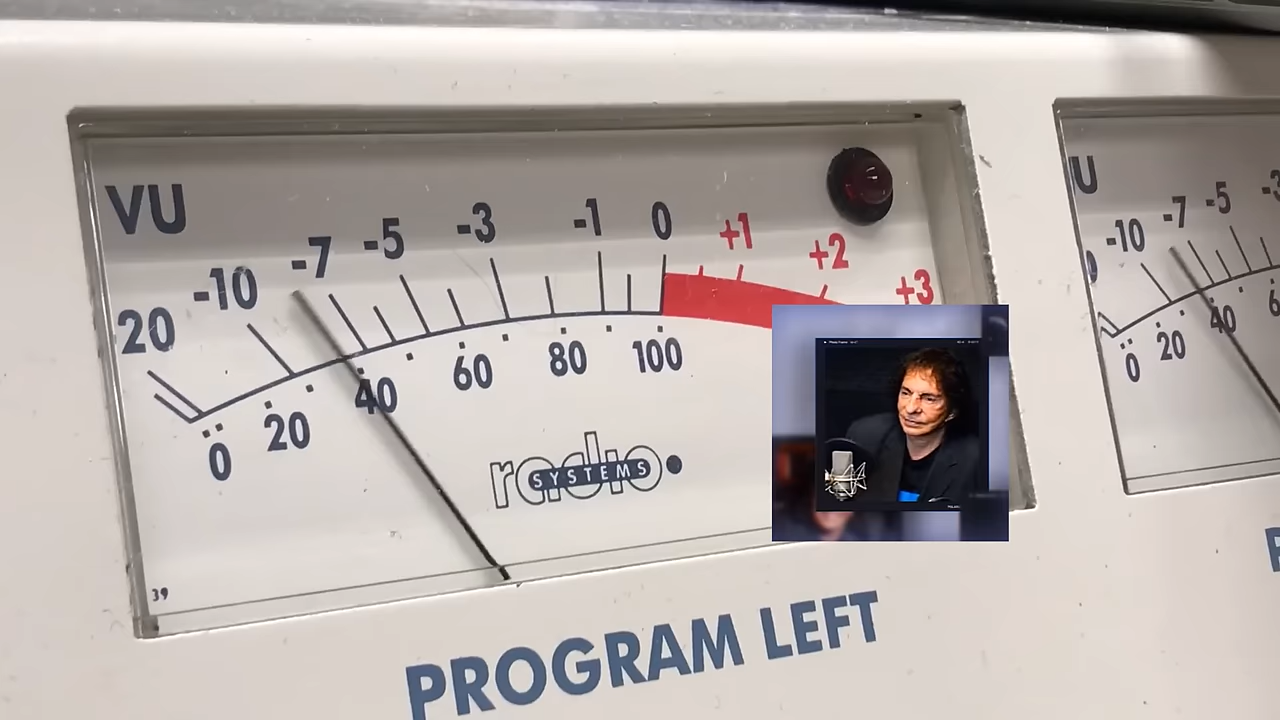 VU
20 -10 -7 -5 -3 -1 0 +1 +2 +3
0 20 40 60 80 100
radio
SYSTEMS
39
PROGRAM LEFT
U
-10 -7 -5
0 20 40